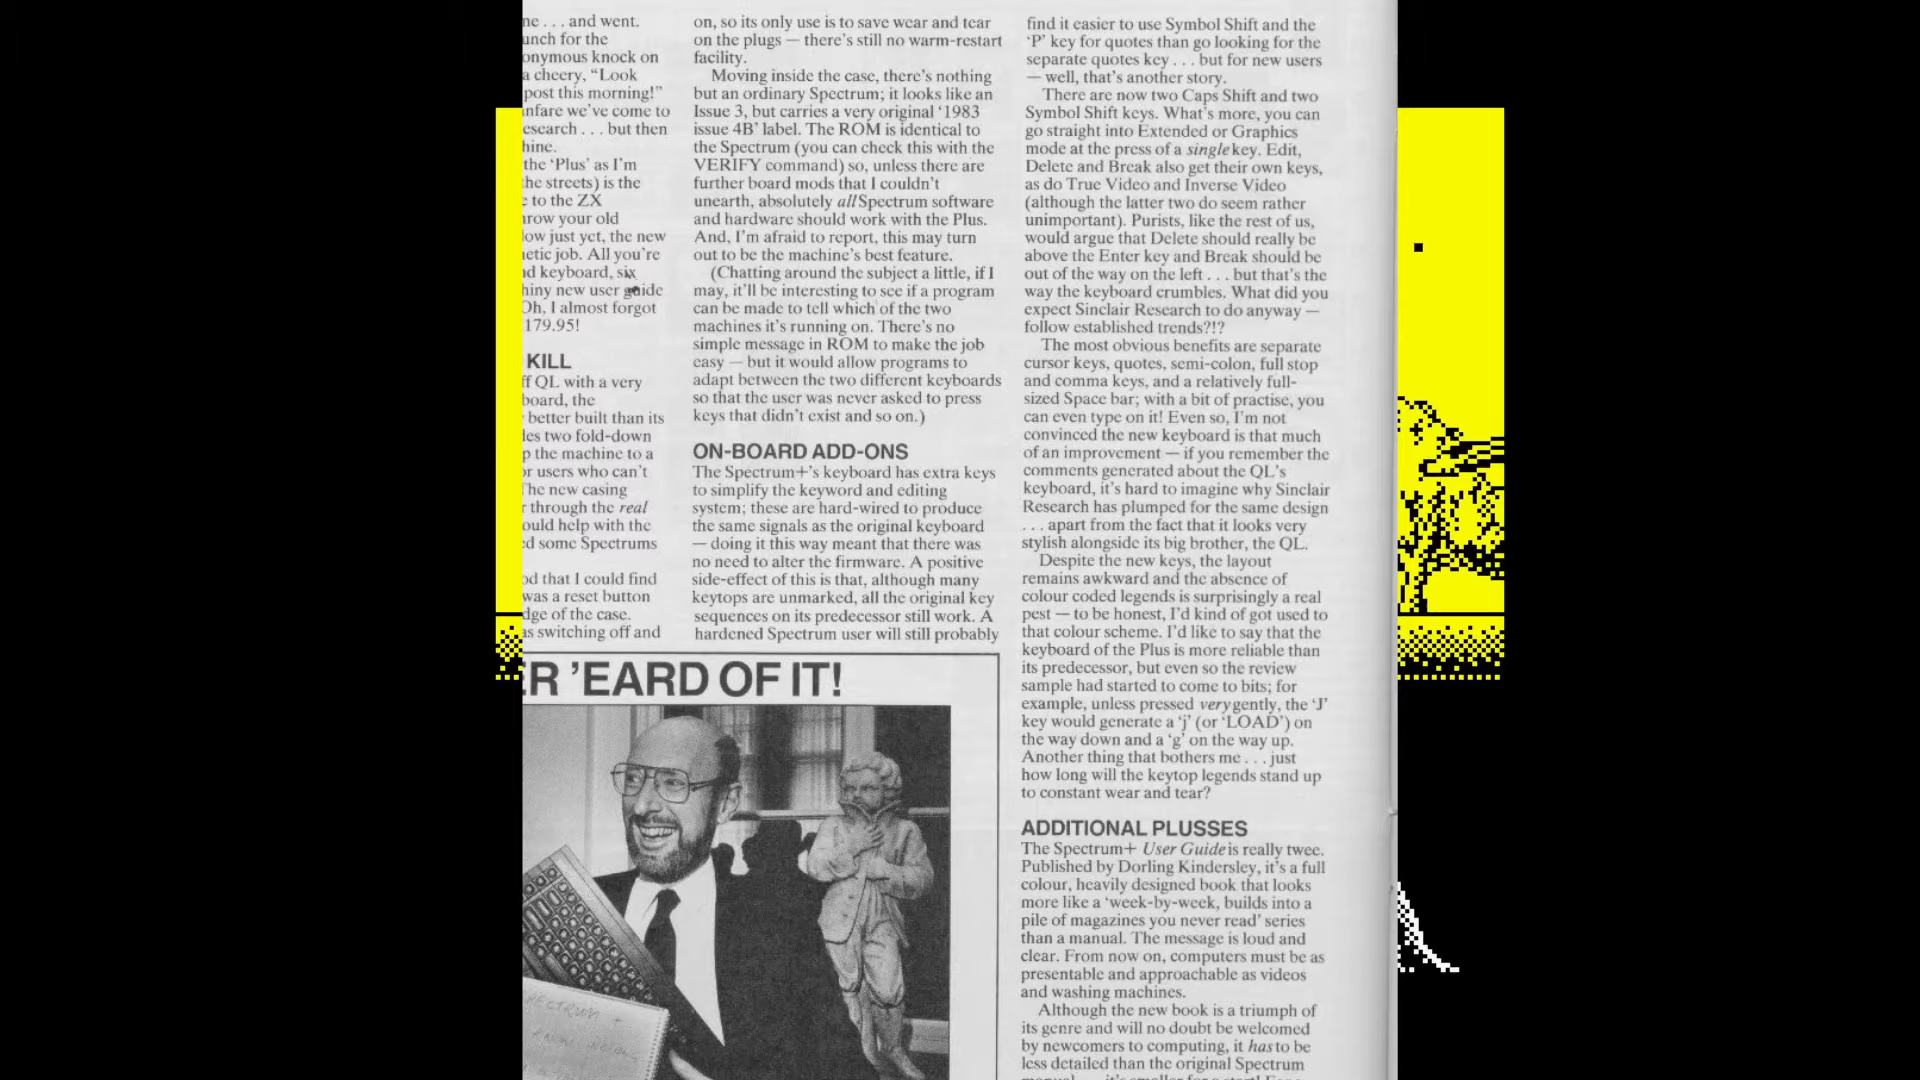 ne . . . and went.
unch for the
onymous knock on
a cheery, “Look
post this morning!”
nfare we’ve come to
esearch . . . but then
hine.
the ‘Plus’ as I’m
he streets) is the
e to the ZX
hrow your old
low just yet, the new
netic job. All you’re
nd keyboard, six
hiny new user guide
Oh, I almost forgot
179.95!
KILL
ff QL with a very
board, the
better built than its
des two fold-down
p the machine to a
or users who can’t
The new casing
r through the real
ould help with the
ed some Spectrums
od that I could find
was a reset button
dge of the case.
as switching off and
on, so its only use is to save wear and tear
on the plugs — there’s still no warm-restart
facility.
Moving inside the case, there’s nothing
but an ordinary Spectrum; it looks like an
Issue 3, but carries a very original ‘1983
issue 4B’ label. The ROM is identical to
the Spectrum (you can check this with the
VERIFY command) so, unless there are
further board mods that I couldn’t
unearth, absolutely all Spectrum software
and hardware should work with the Plus.
And, I’m afraid to report, this may turn
out to be the machine’s best feature.
(Chatting around the subject a little, if I
may, it’ll be interesting to see if a program
can be made to tell which of the two
machines it’s running on. There’s no
simple message in ROM to make the job
easy — but it would allow programs to
adapt between the two different keyboards
so that the user was never asked to press
keys that didn’t exist and so on.)
ON-BOARD ADD-ONS
The Spectrum+’s keyboard has extra keys
to simplify the keyword and editing
system; these are hard-wired to produce
the same signals as the original keyboard
— doing it this way meant that there was
no need to alter the firmware. A positive
side-effect of this is that, although many
keytops are unmarked, all the original key
sequences on its predecessor still work. A
hardened Spectrum user will still probably
ER ’EARD OF IT!
SPECTRUM +
find it easier to use Symbol Shift and the
‘P’ key for quotes than go looking for the
separate quotes key . . . but for new users
— well, that’s another story.
There are now two Caps Shift and two
Symbol Shift keys. What’s more, you can
go straight into Extended or Graphics
mode at the press of a single key. Edit,
Delete and Break also get their own keys,
as do True Video and Inverse Video
(although the latter two do seem rather
unimportant). Purists, like the rest of us,
would argue that Delete should really be
above the Enter key and Break should be
out of the way on the left . . . but that’s the
way the keyboard crumbles. What did you
expect Sinclair Research to do anyway —
follow established trends?!?
The most obvious benefits are separate
cursor keys, quotes, semi-colon, full stop
and comma keys, and a relatively full-
sized Space bar; with a bit of practise, you
can even type on it! Even so, I’m not
convinced the new keyboard is that much
of an improvement — if you remember the
comments generated about the QL’s
keyboard, it’s hard to imagine why Sinclair
Research has plumped for the same design
. . . apart from the fact that it looks very
stylish alongside its big brother, the QL.
Despite the new keys, the layout
remains awkward and the absence of
colour coded legends is surprisingly a real
pest — to be honest, I’d kind of got used to
that colour scheme. I’d like to say that the
keyboard of the Plus is more reliable than
its predecessor, but even so the review
sample had started to come to bits; for
example, unless pressed very gently, the ‘J’
key would generate a ‘j’ (or ‘LOAD’) on
the way down and a ‘g’ on the way up.
Another thing that bothers me . . . just
how long will the keytop legends stand up
to constant wear and tear?
ADDITIONAL PLUSSES
The Spectrum+ User Guide is really twee.
Published by Dorling Kindersley, it’s a full
colour, heavily designed book that looks
more like a ‘week-by-week, builds into a
pile of magazines you never read’ series
than a manual. The message is loud and
clear. From now on, computers must be as
presentable and approachable as videos
and washing machines.
Although the new book is a triumph of
its genre and will no doubt be welcomed
by newcomers to computing, it has to be
less detailed than the original Spectrum